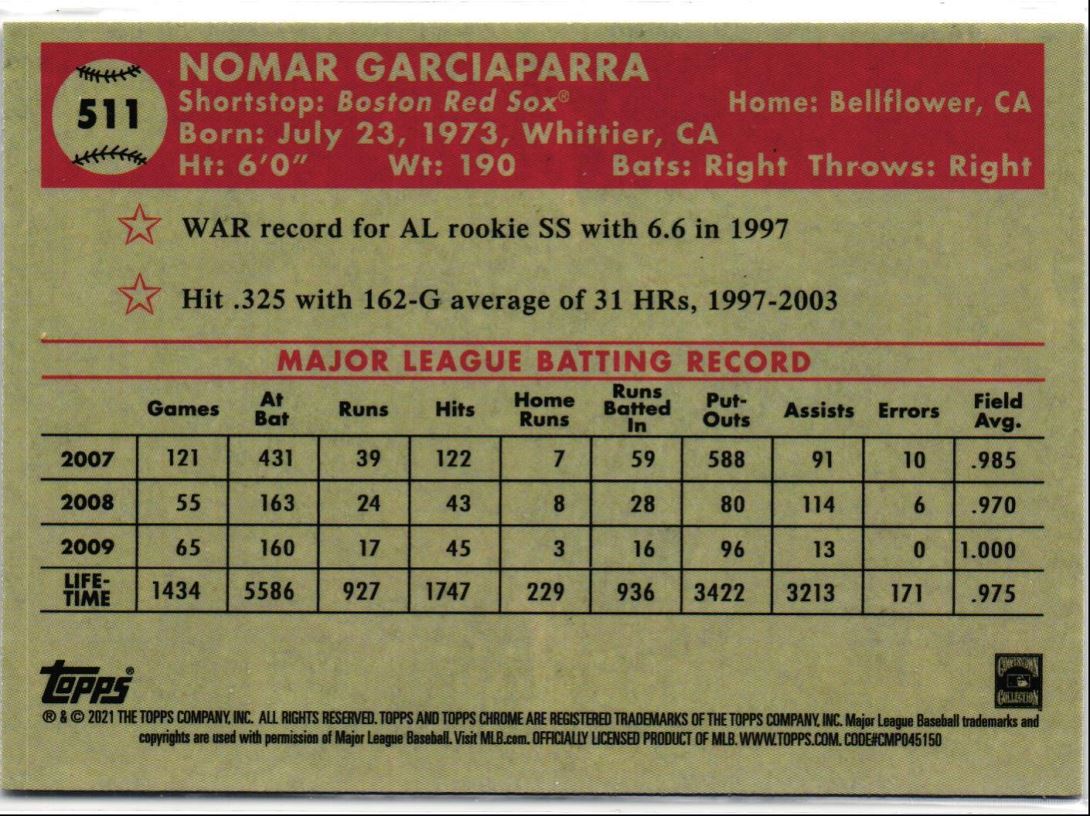 511
NOMAR GARCIAPARRA
Shortstop: Boston Red Sox® Home: Bellflower, CA
Born: July 23, 1973, Whittier, CA
Ht: 6'0" Wt: 190 Bats: Right Throws: Right
WAR record for AL rookie SS with 6.6 in 1997
Hit .325 with 162-G average of 31 HRs, 1997-2003
MAJOR LEAGUE BATTING RECORD
Games At Bat Runs Hits Home Runs Runs Batted In Put-Outs Assists Errors Field Avg.
2007 121 431 39 122 7 59 588 91 10 .985
2008 55 163 24 43 8 28 80 114 6 .970
2009 65 160 17 45 3 16 96 13 0 1.000
LIFE-TIME 1434 5586 927 1747 229 936 3422 3213 171 .975
Topps®
COOPERSTOWN COLLECTION
® & © 2021 THE TOPPS COMPANY, INC. ALL RIGHTS RESERVED. TOPPS AND TOPPS CHROME ARE REGISTERED TRADEMARKS OF THE TOPPS COMPANY, INC. Major League Baseball trademarks and
copyrights are used with permission of Major League Baseball. Visit MLB.com. OFFICIALLY LICENSED PRODUCT OF MLB. WWW.TOPPS.COM. CODE#CMP045150